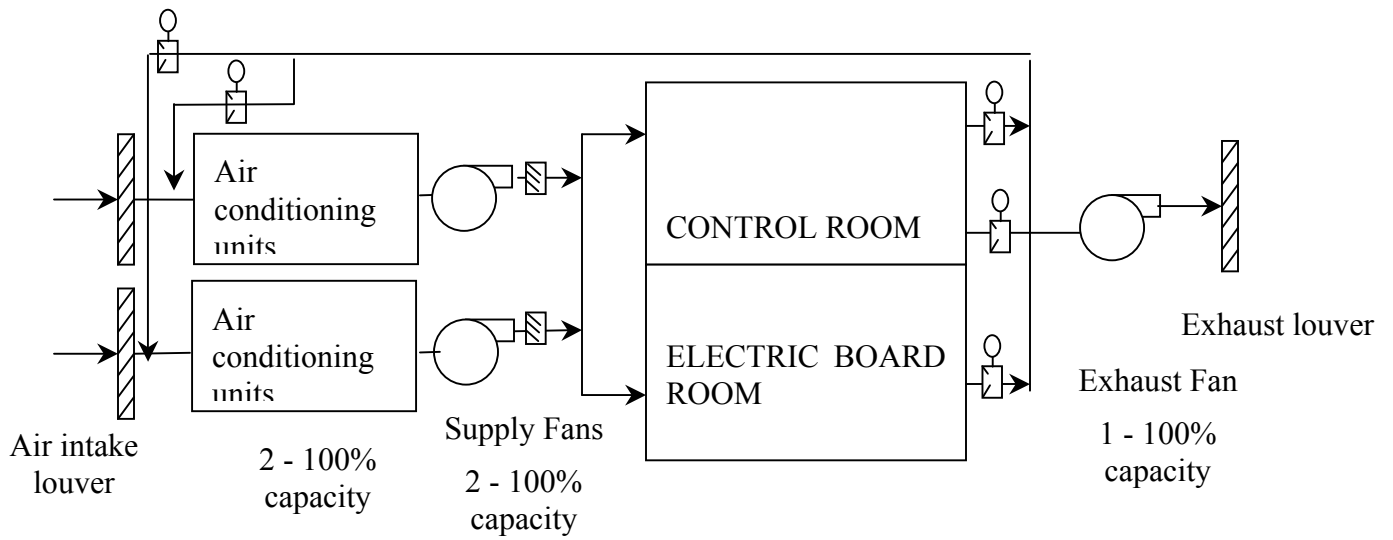 Air
conditioning
units
CONTROL ROOM
Air
conditioning
units
ELECTRIC BOARD
ROOM
Exhaust louver
Exhaust Fan
1 - 100%
capacity
Supply Fans
2 - 100%
capacity
2 - 100%
capacity
Air intake
louver